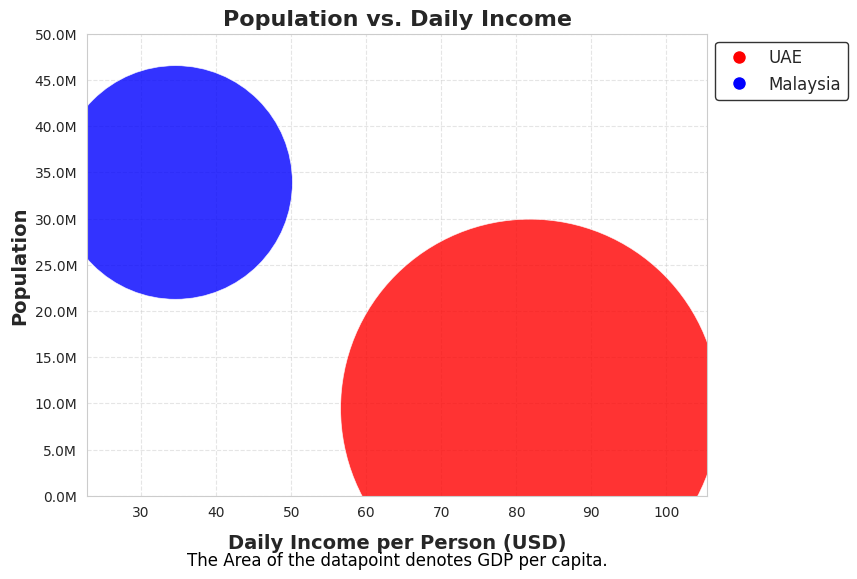 Population vs. Daily Income
50.0M
45.0M
40.0M
35.0M
30.0M
25.0M
20.0M
15.0M
10.0M
5.0M
0.0M
Population
30 40 50 60 70 80 90 100
Daily Income per Person (USD)
The Area of the datapoint denotes GDP per capita.
UAE
Malaysia